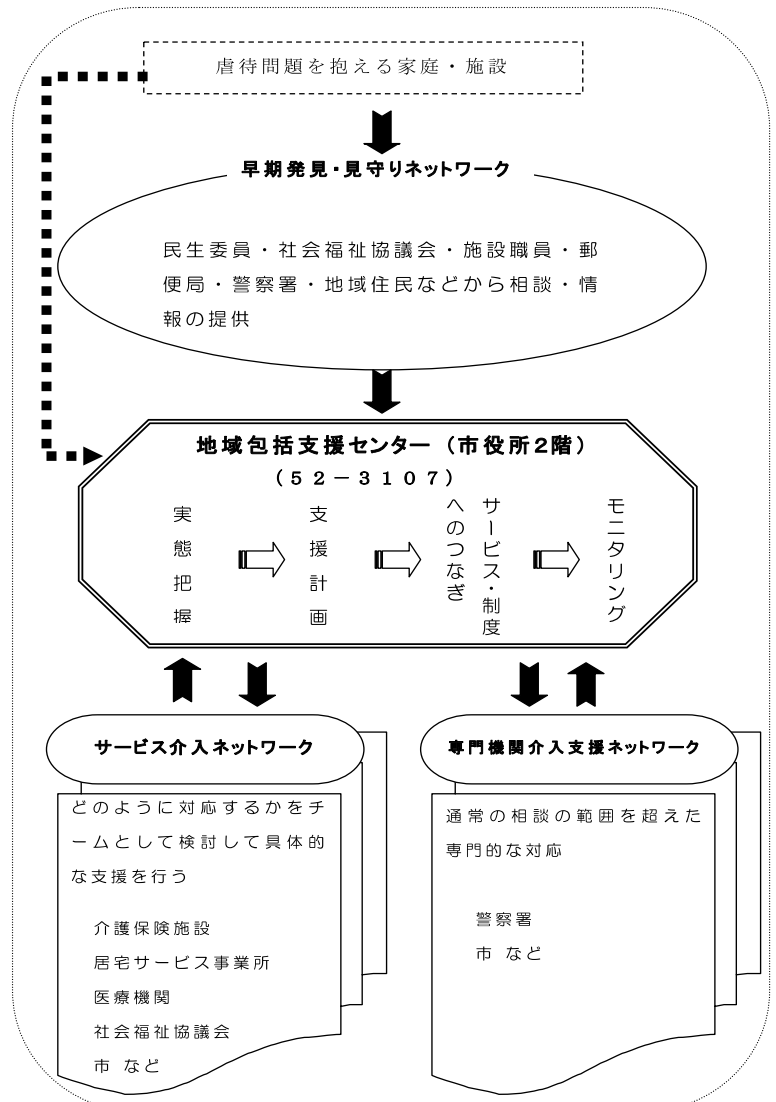 虐待問題を抱える家庭・施設
早期発見・見守りネットワーク
民生委員・社会福祉協議会・施設職員・郵
便局・警察署・地域住民などから相談・情
報の提供
地域包括支援センター（市役所2階）
（５２－３１０７）
実態把握
支援計画
サービス・制度
へのつなぎ
モニタリング
サービス介入ネットワーク
どのように対応するかをチ
ームとして検討して具体的
な支援を行う
介護保険施設
居宅サービス事業所
医療機関
社会福祉協議会
市 など
専門機関介入支援ネットワーク
通常の相談の範囲を超えた
専門的な対応
警察署
市 など